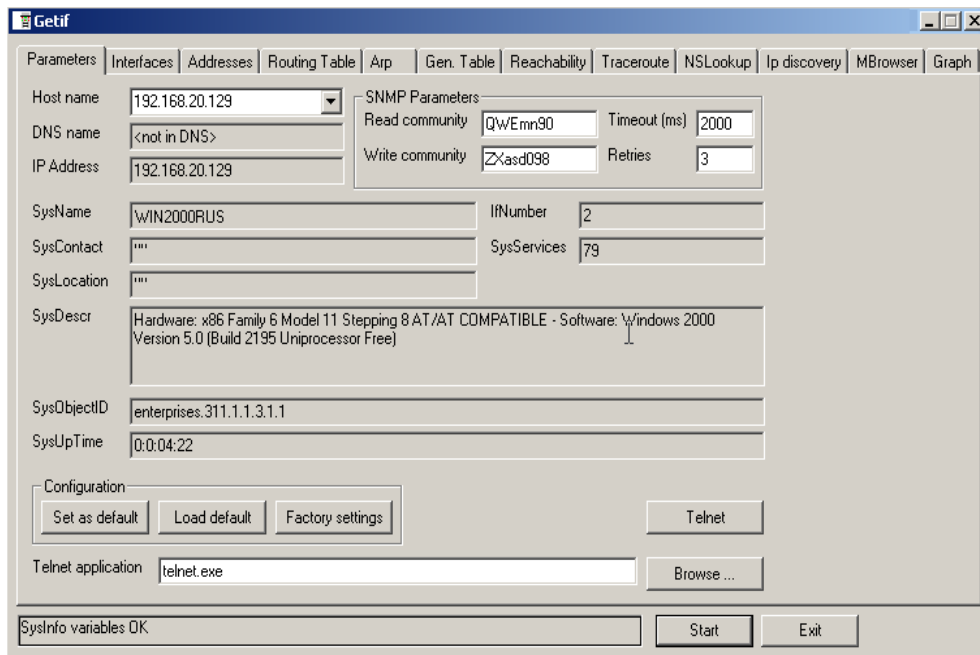 Getif
Parameters Interfaces Addresses Routing Table Arp Gen. Table Reachability Traceroute NSLookup Ip discovery MBrowser Graph
Host name 192.168.20.129
DNS name <not in DNS>
IP Address 192.168.20.129
SNMP Parameters
Read community QWEmn90 Timeout (ms) 2000
Write community ZXasd098 Retries 3
SysName WIN2000RUS IfNumber 2
SysContact "" SysServices 79
SysLocation ""
SysDescr Hardware: x86 Family 6 Model 11 Stepping 8 AT/AT COMPATIBLE - Software: Windows 2000
Version 5.0 (Build 2195 Uniprocessor Free)
SysObjectID enterprises.311.1.1.3.1.1
SysUpTime 0:0:04:22
Configuration
Set as default Load default Factory settings Telnet
Telnet application telnet.exe Browse ...
SysInfo variables OK Start Exit